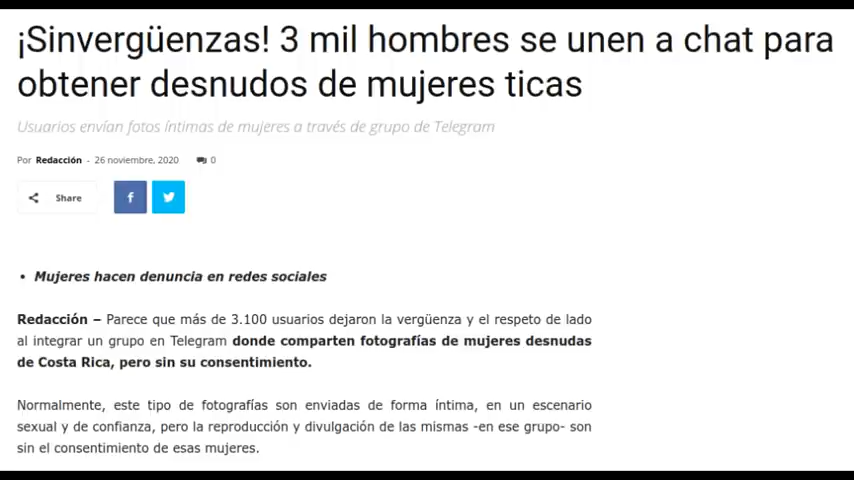 ¡Sinvergüenzas! 3 mil hombres se unen a chat para
obtener desnudos de mujeres ticas
Usuarios envían fotos íntimas de mujeres a través de grupo de Telegram
Por Redacción - 26 noviembre, 2020 0
Share
• Mujeres hacen denuncia en redes sociales
Redacción – Parece que más de 3.100 usuarios dejaron la vergüenza y el respeto de lado
al integrar un grupo en Telegram donde comparten fotografías de mujeres desnudas
de Costa Rica, pero sin su consentimiento.
Normalmente, este tipo de fotografías son enviadas de forma íntima, en un escenario
sexual y de confianza, pero la reproducción y divulgación de las mismas -en ese grupo- son
sin el consentimiento de esas mujeres.